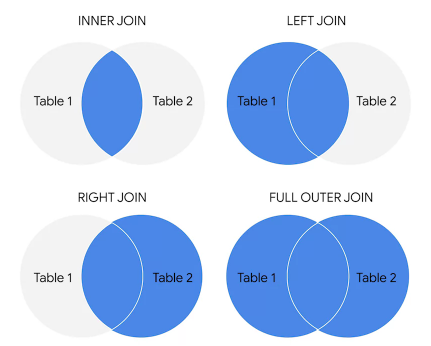 INNER JOIN
LEFT JOIN
Table 1
Table 2
Table 1
Table 2
RIGHT JOIN
FULL OUTER JOIN
Table 1
Table 2
Table 1
Table 2